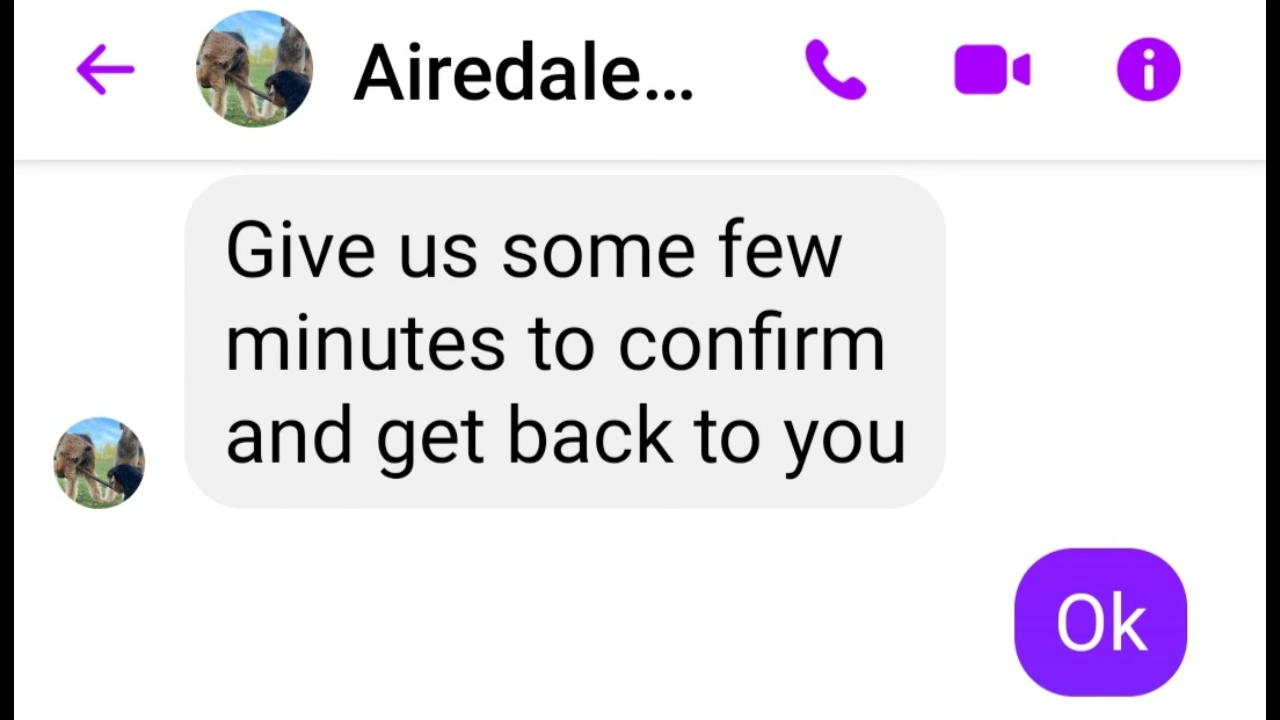 Airedale...
Give us some few
minutes to confirm
and get back to you
Ok